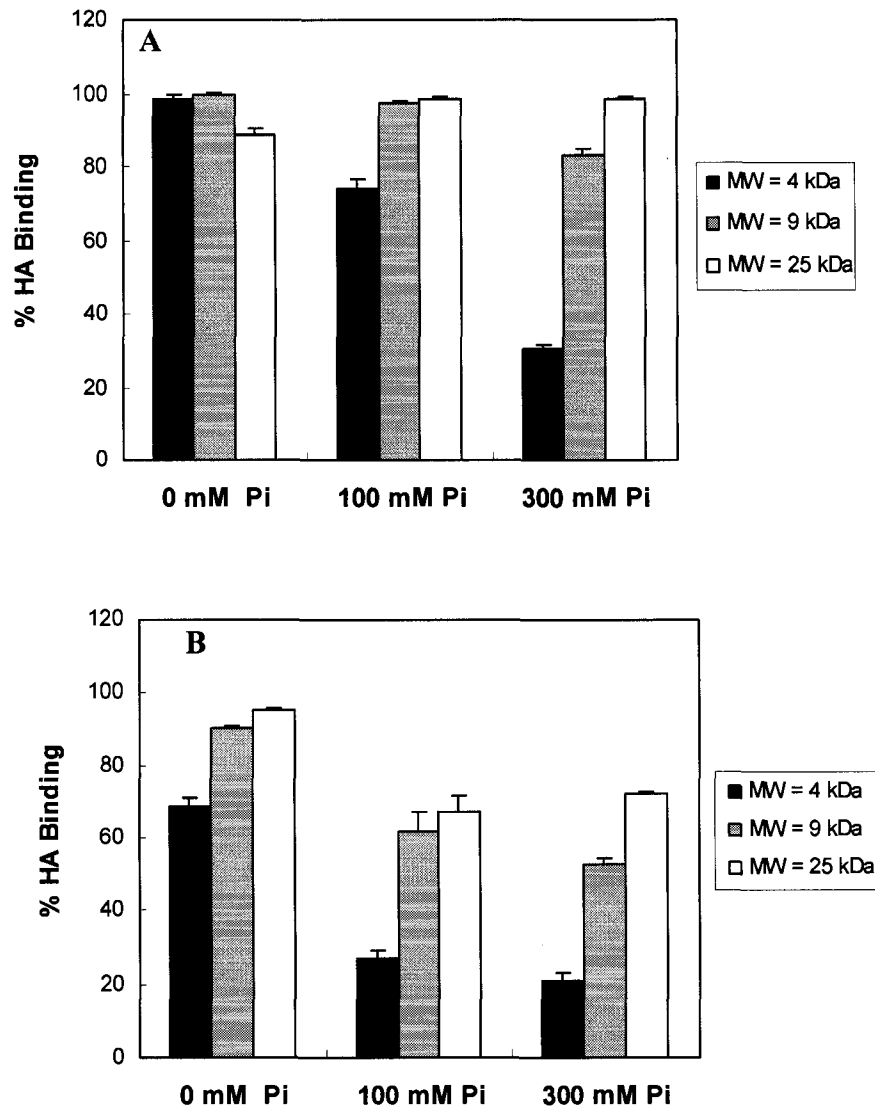 A
120
100
80
60
40
20
0
% HA Binding
0 mM Pi
100 mM Pi
300 mM Pi
MW = 4 kDa
MW = 9 kDa
MW = 25 kDa
B
120
100
80
60
40
20
0
% HA Binding
0 mM Pi
100 mM Pi
300 mM Pi
MW = 4 kDa
MW = 9 kDa
MW = 25 kDa